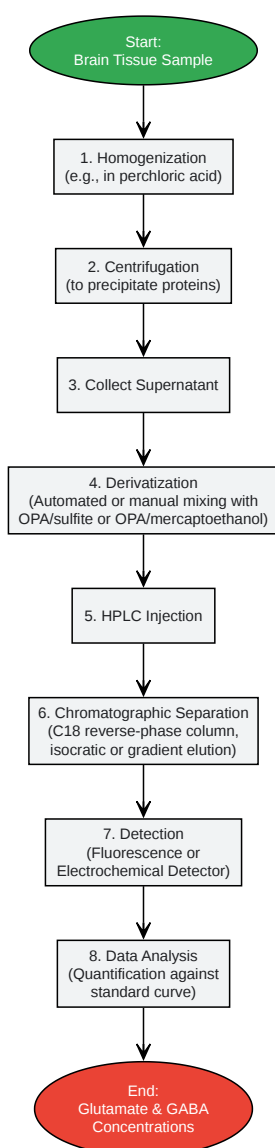 Start:
Brain Tissue Sample
1. Homogenization
(e.g., in perchloric acid)
2. Centrifugation
(to precipitate proteins)
3. Collect Supernatant
4. Derivatization
(Automated or manual mixing with
OPA/sulfite or OPA/mercaptoethanol)
5. HPLC Injection
6. Chromatographic Separation
(C18 reverse-phase column,
isocratic or gradient elution)
7. Detection
(Fluorescence or
Electrochemical Detector)
8. Data Analysis
(Quantification against
standard curve)
End:
Glutamate & GABA
Concentrations